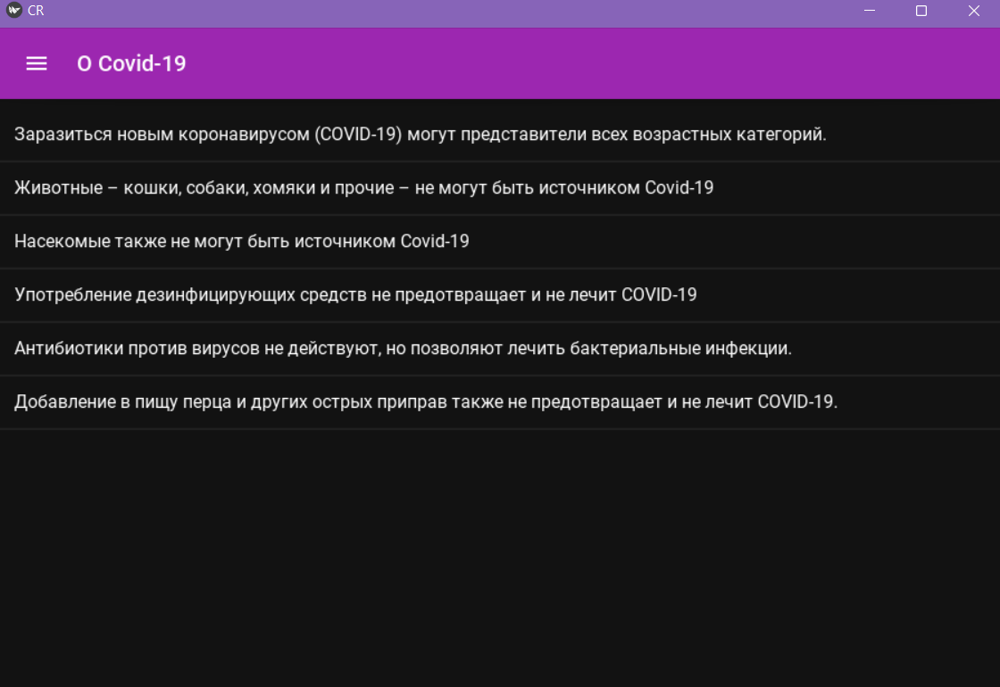 CR
О Covid-19
Заразиться новым коронавирусом (COVID-19) могут представители всех возрастных категорий.
Животные – кошки, собаки, хомяки и прочие – не могут быть источником Covid-19
Насекомые также не могут быть источником Covid-19
Употребление дезинфицирующих средств не предотвращает и не лечит COVID-19
Антибиотики против вирусов не действуют, но позволяют лечить бактериальные инфекции.
Добавление в пищу перца и других острых приправ также не предотвращает и не лечит COVID-19.